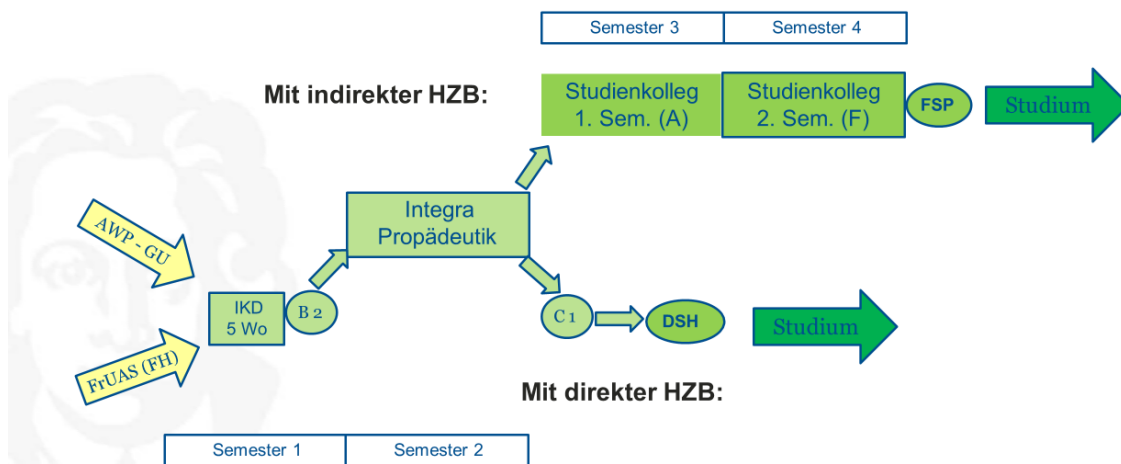 Semester 3
Semester 4
Mit indirekter HZB:
Studienkolleg
1. Sem. (A)
Studienkolleg
2. Sem. (F)
FSP
Studium
AWP - GU
Integra
Propädeutik
IKD
5 Wo
B 2
FrUAS (FH)
C 1
DSH
Studium
Mit direkter HZB:
Semester 1
Semester 2